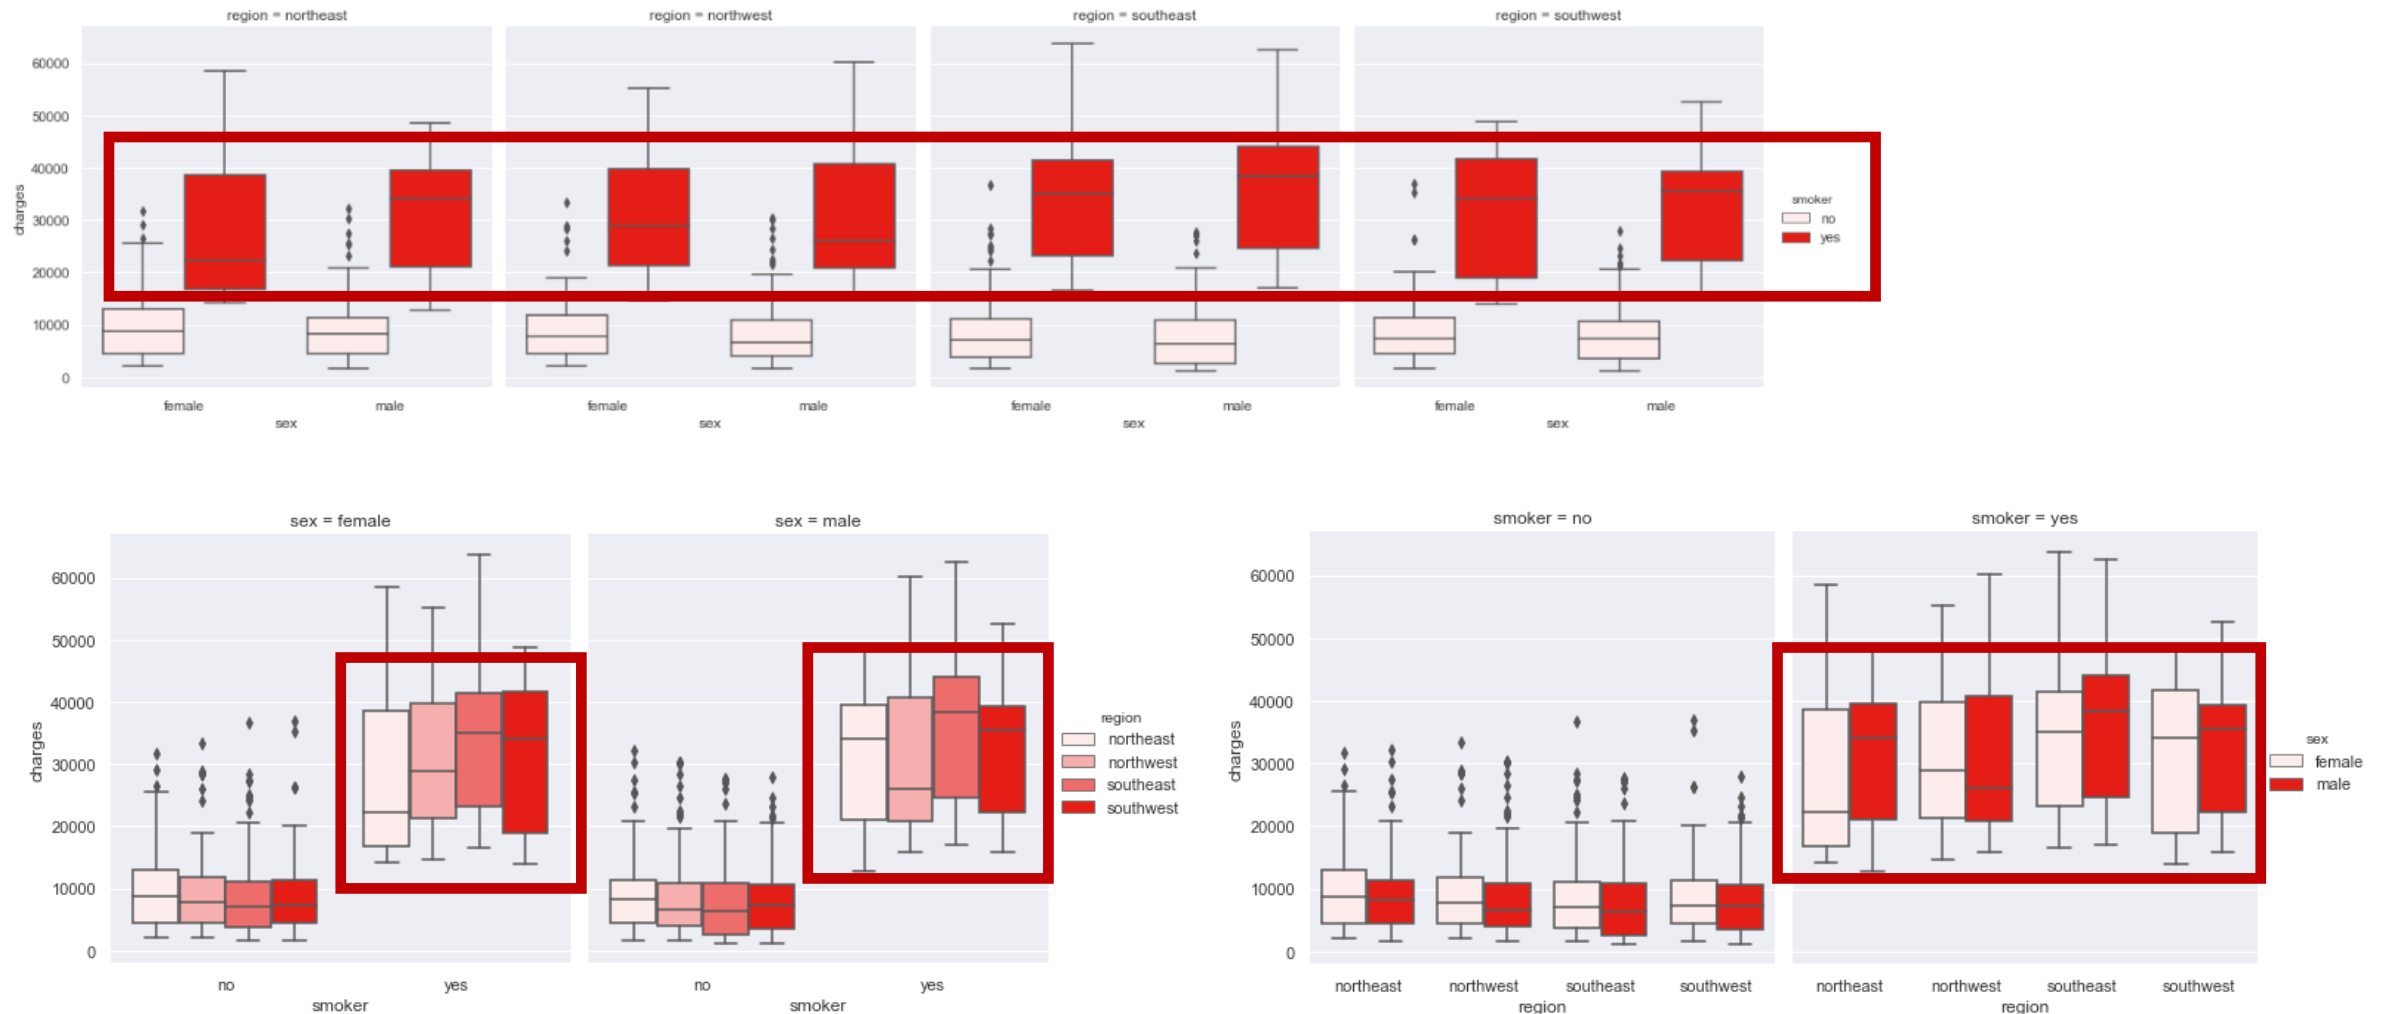 region = northeast
region = northwest
region = southeast
region = southwest
charges
60000
50000
40000
30000
20000
10000
0
smoker
no
yes
female
male
female
male
female
male
female
male
sex
sex
sex
sex
sex = female
sex = male
charges
60000
50000
40000
30000
20000
10000
0
region
northeast
northwest
southeast
southwest
no
yes
no
yes
smoker
smoker
smoker = no
smoker = yes
charges
60000
50000
40000
30000
20000
10000
0
sex
female
male
northeast
northwest
southeast
southwest
northeast
northwest
southeast
southwest
region
region